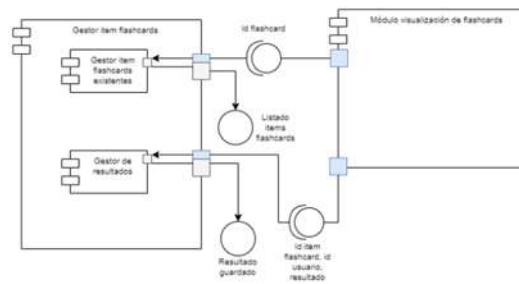 Gestor item flashcards
Id flashcard
Módulo visualización de flashcards
Gestor item
flashcards
existentes
Listado
items
flashcards
Gestor de
resultados
Resultado
guardado
Id item
flashcard, id
usuario,
resultado